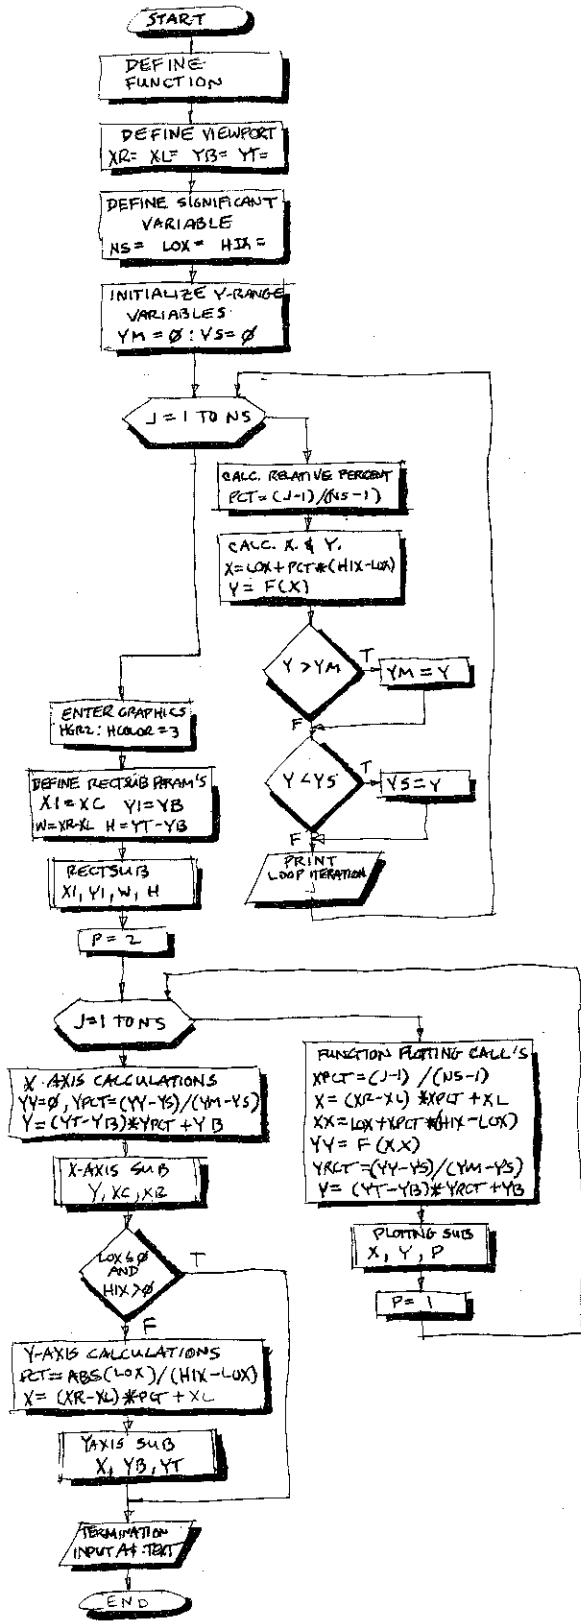 START
DEFINE
FUNCTION
DEFINE VIEWPORT
XR= XL= YB= YT=
DEFINE SIGNIFICANT
VARIABLE
NS= LOX= HIX=
INITIALIZE Y-RANGE
VARIABLES
YM=Ø : YS=Ø
J=1 TO NS
CALC. RELATIVE PERCENT
PCT=(J-1)/(NS-1)
CALC. X & Y.
X=LOX+PCT*(HIX-LOX)
Y= F(X)
Y>YM
T
YM=Y
F
Y<YS
T
YS=Y
F
PRINT
LOOP ITERATION
ENTER GRAPHICS
HGR2: HCOLOR=3
DEFINE RECTSUB PARAM'S
X1=XL Y1=YB
W=XR-XL H=YT-YB
RECTSUB
X1, Y1, W, H
P=2
J=1 TO NS
FUNCTION PLOTTING CALC'S
XPCT=(J-1)/(NS-1)
X=(XR-XL)*XPCT+XL
XX=LOX+XPCT*(HIX-LOX)
YY=F(XX)
YPCT=(YY-YS)/(YM-YS)
Y=(YT-YB)*YPCT+YB
PLOTTING SUB
X, Y, P
P=1
X-AXIS CALCULATIONS
YY=Ø, YPCT=(YY-YS)/(YM-YS)
Y=(YT-YB)*YPCT+YB
X-AXIS SUB
Y, XL, XR
LOX≤Ø
AND
HIX>Ø
T
F
Y-AXIS CALCULATIONS
PCT=ABS(LOX)/(HIX-LOX)
X=(XR-XL)*PCT+XL
YAXIS SUB
X, YB, YT
TERMINATION
INPUT A$:TEXT
END